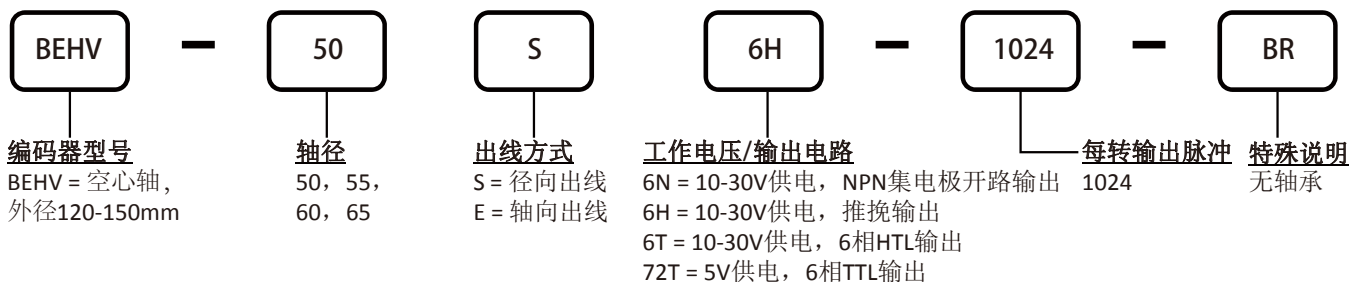 BEHV — 50 S 6H — 1024 — BR
编码器型号
BEHV = 空心轴，
外径120-150mm
轴径
50，55，
60，65
出线方式
S = 径向出线
E = 轴向出线
工作电压/输出电路
6N = 10-30V供电，NPN集电极开路输出
6H = 10-30V供电，推挽输出
6T = 10-30V供电，6相HTL输出
72T = 5V供电，6相TTL输出
每转输出脉冲
1024
特殊说明
无轴承